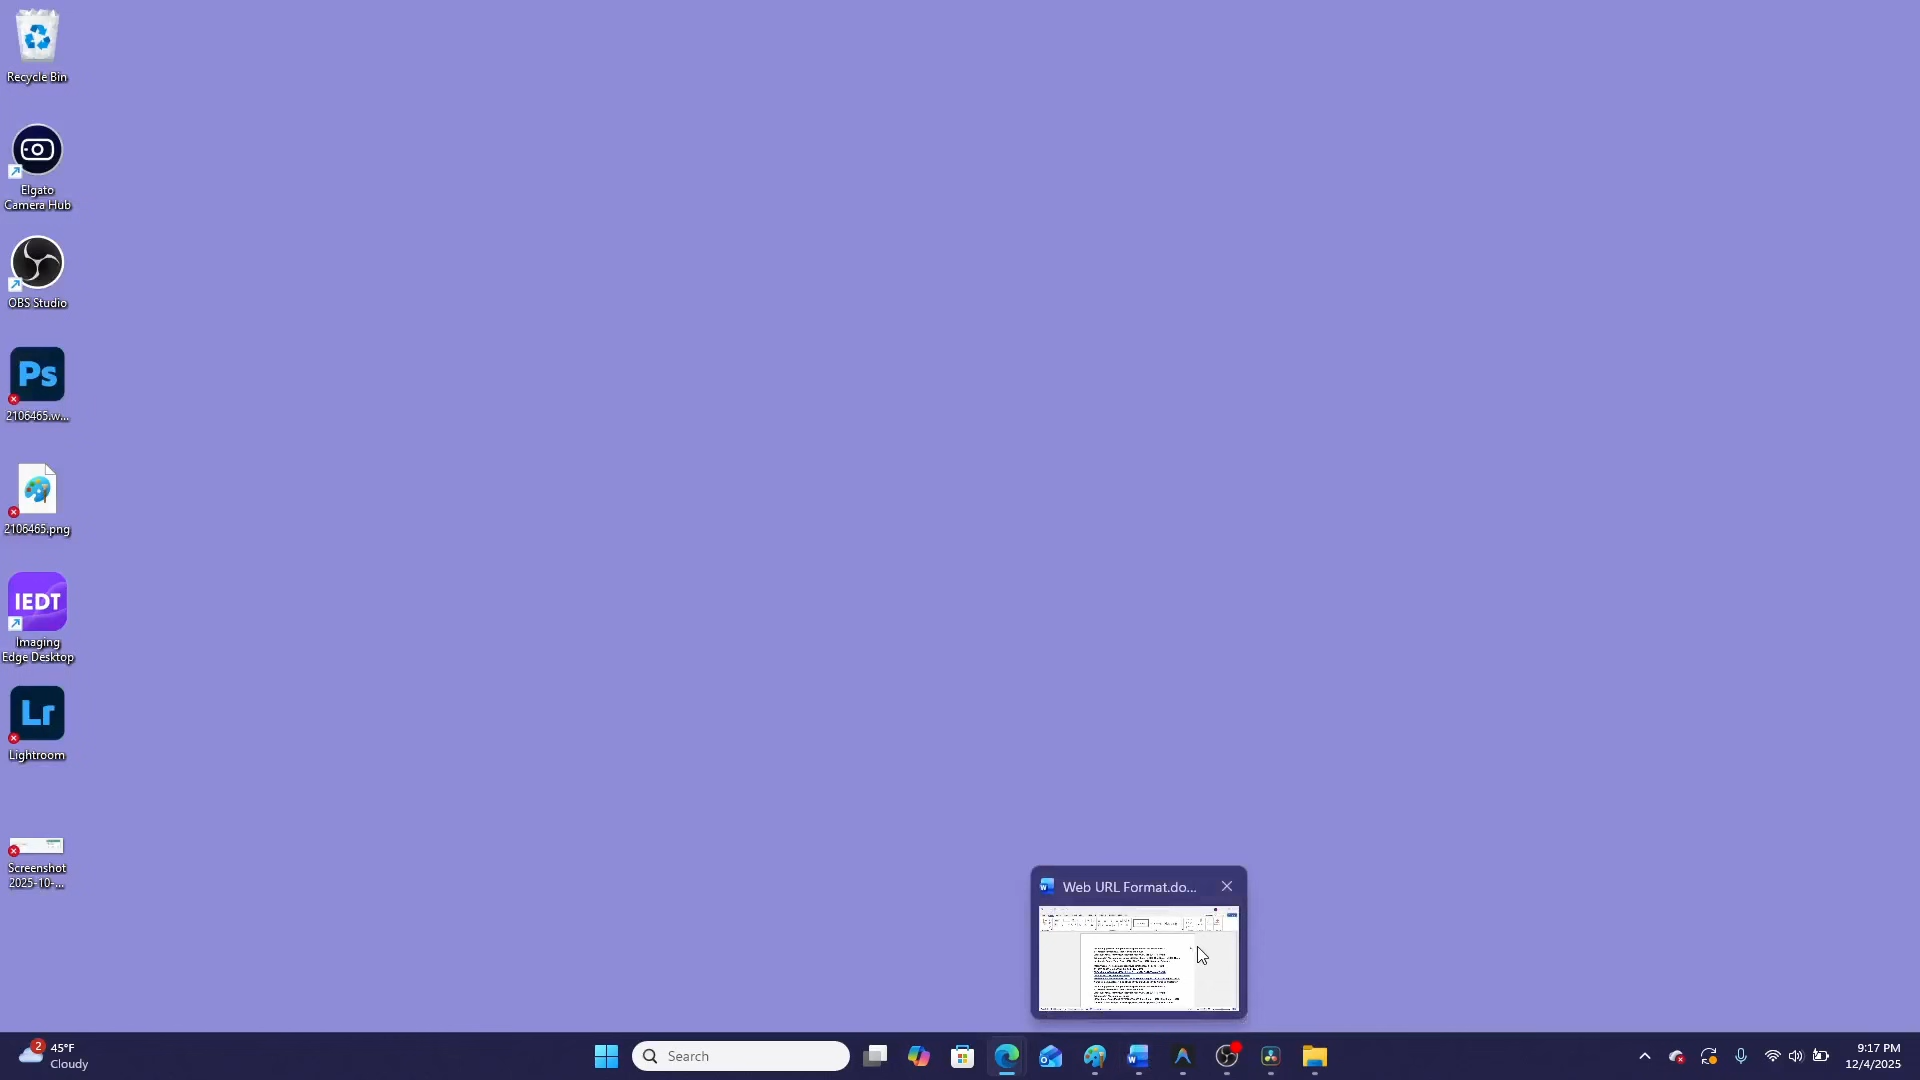 Recycle Bin
Elgato
Camera Hub
OBS Studio
Ps
2106465.w...
2106465.png
IEDT
Imaging
Edge Desktop
Lr
Lightroom
Screenshot
2025-10-...
Web URL Format.do...
2
45°F
Cloudy
Search
9:17 PM
12/4/2025